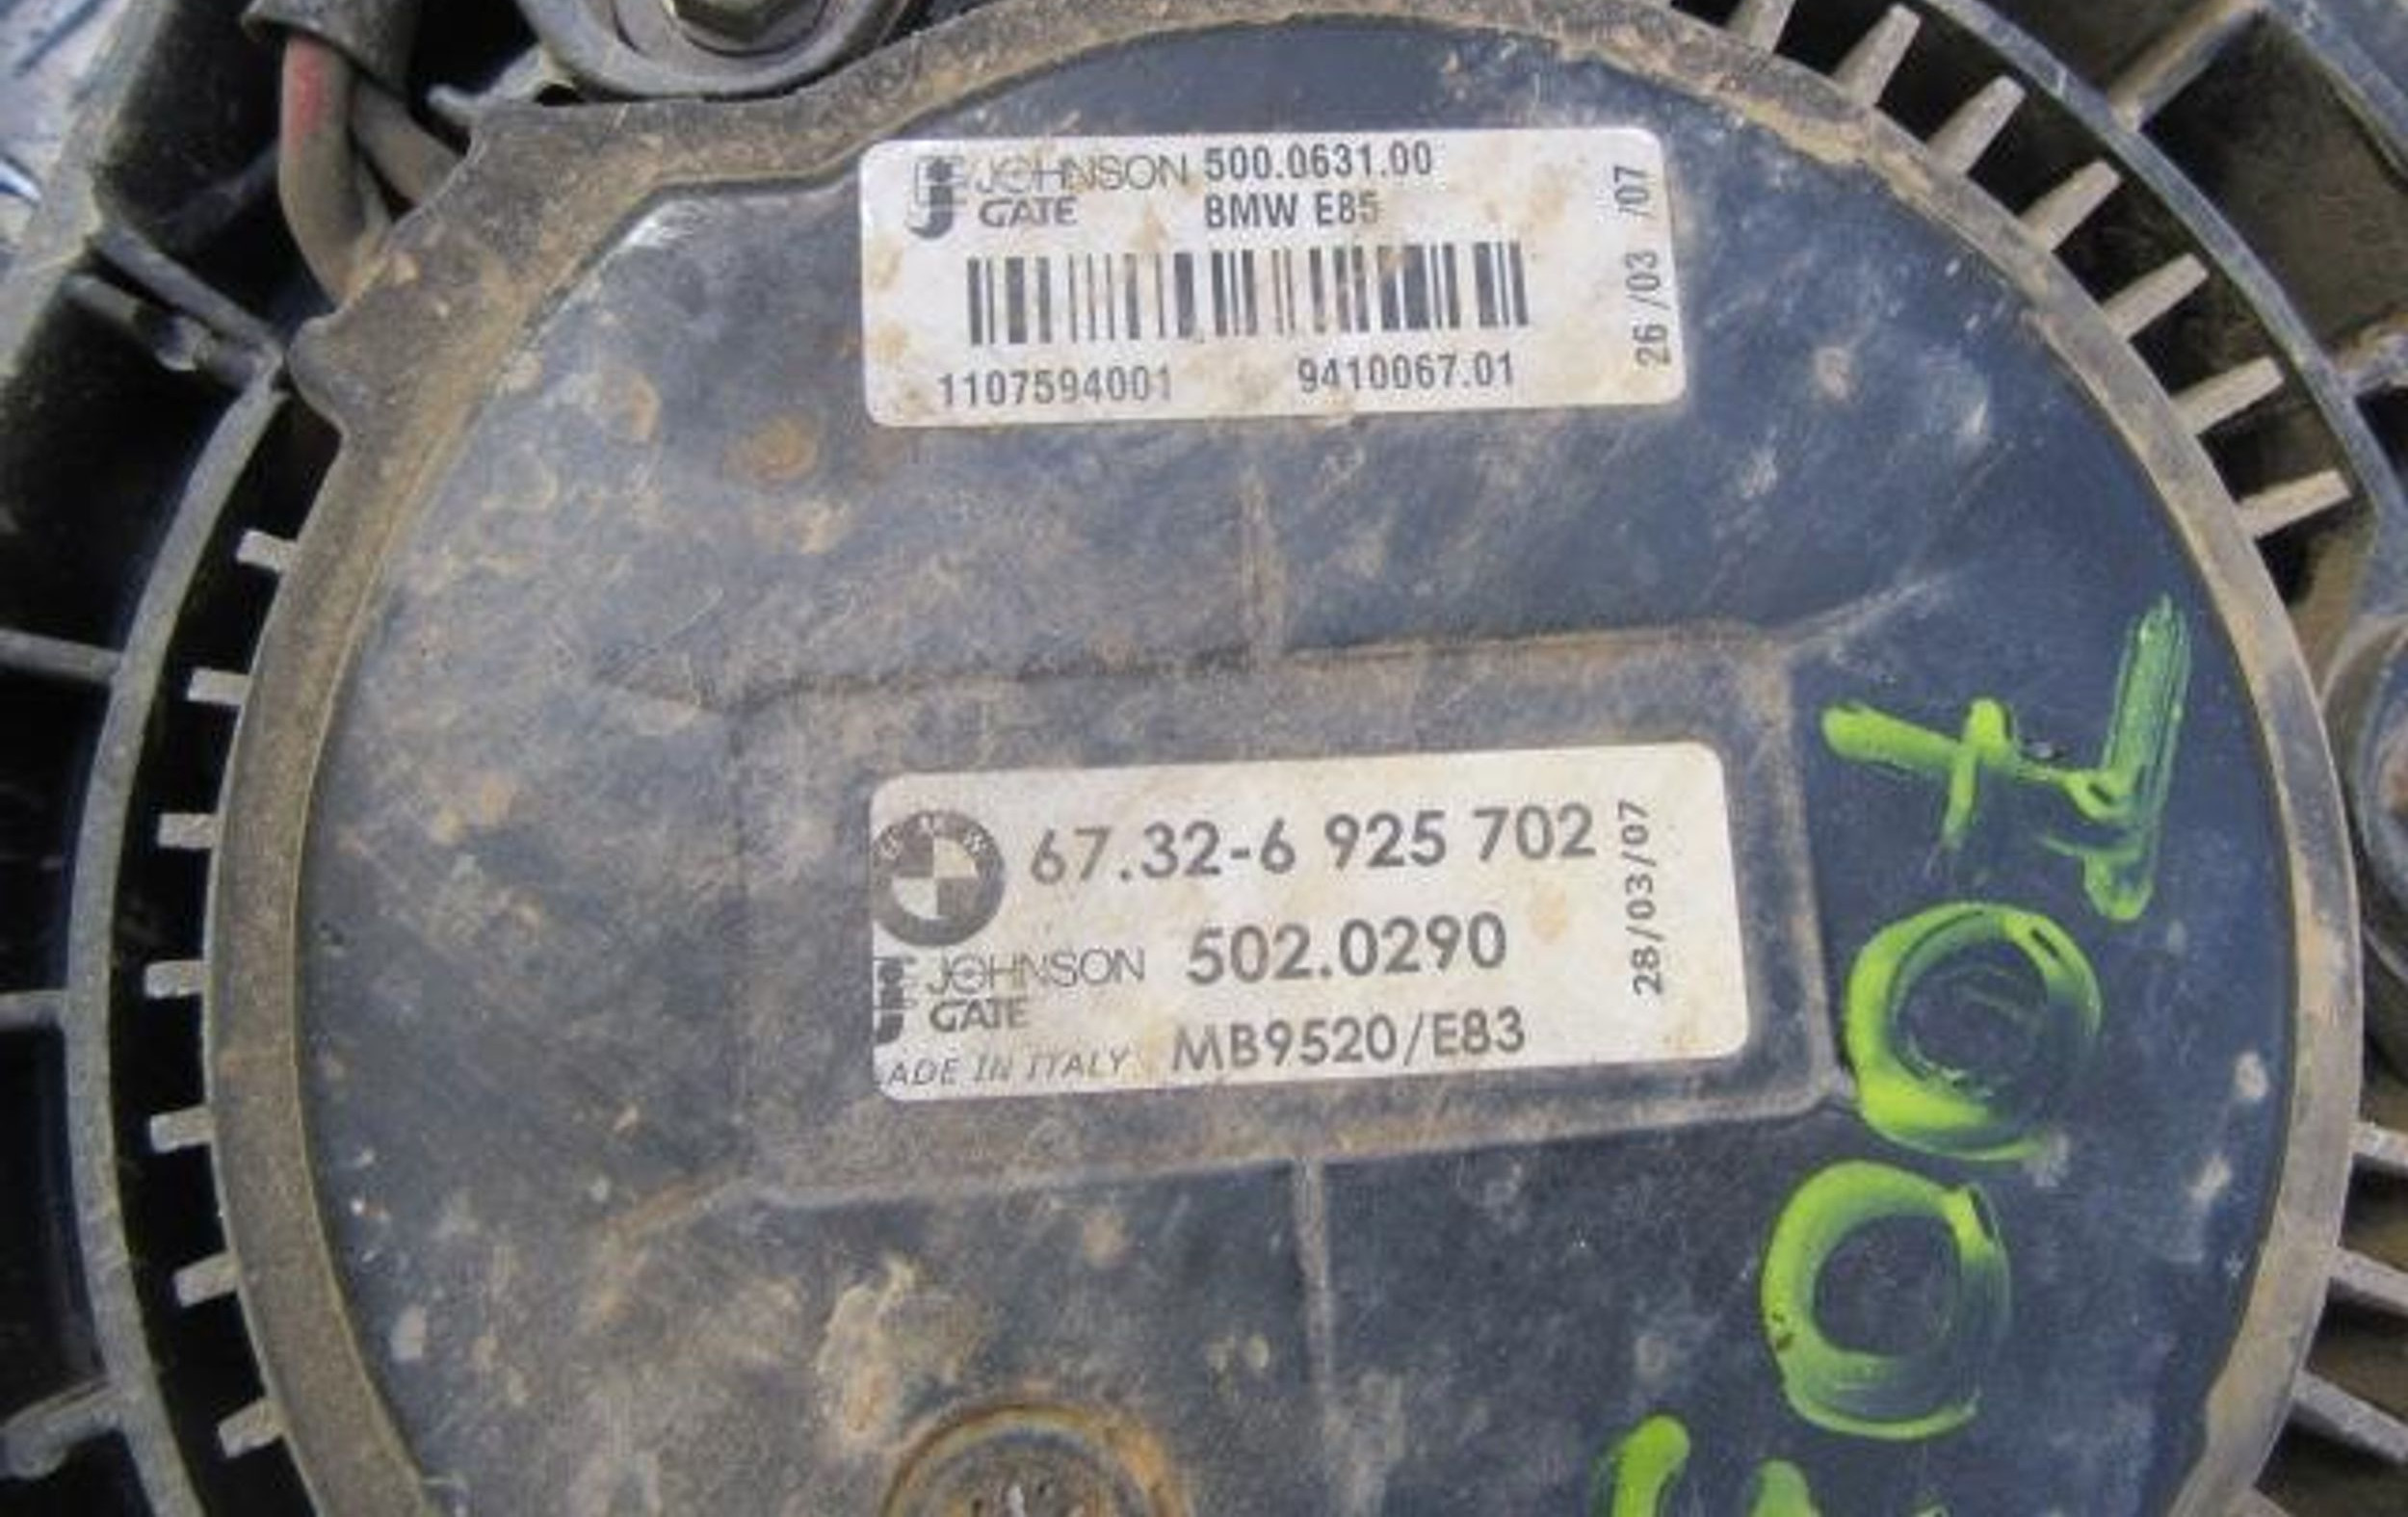 JOHNSON 500.0631.00
GATE BMW E85
1107594001 9410067.01
26/03 /07
67.32-6 925 702
JOHNSON 502.0290
GATE
ADE IN ITALY MB9520/E83
28/03/07